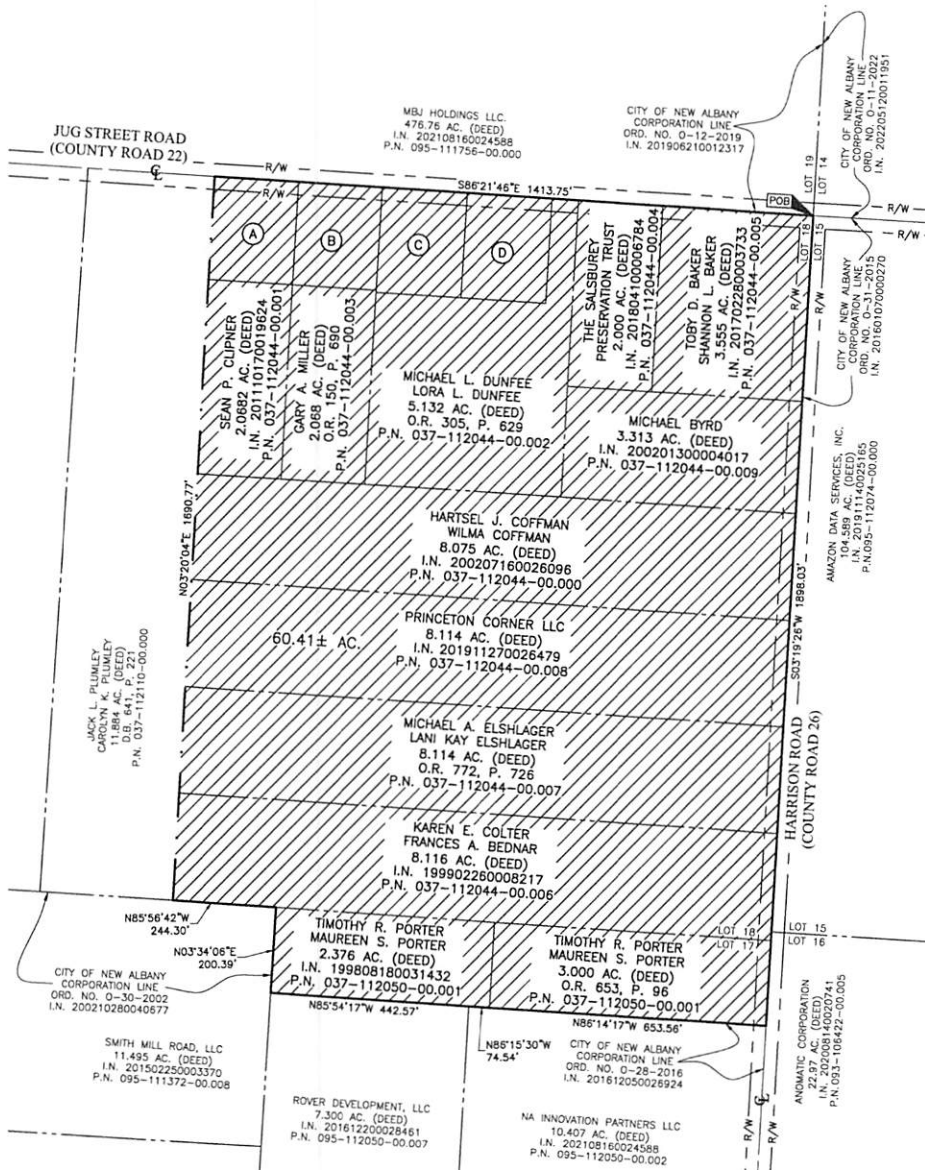 MBJ HOLDINGS LLC.
476.76 AC. (DEED)
I.N. 202108160024588
P.N. 095-111756-00.000
CITY OF NEW ALBANY
CORPORATION LINE
ORD. NO. O-12-2019
I.N. 201906210012317
LOT 19
LOT 14
CITY OF NEW ALBANY
CORPORATION LINE
ORD. NO. O-11-2022
I.N. 202205120011951
JUG STREET ROAD
(COUNTY ROAD 22)
R/W
R/W
S86°21'46"E 1413.75'
POB
R/W
R/W
LOT 18
LOT 15
R/W
R/W
CITY OF NEW ALBANY
CORPORATION LINE
ORD. NO. O-31-2015
I.N. 201601070000270
A
B
C
D
THE SALSBUREY
PRESERVATION TRUST
2.000 AC. (DEED)
I.N. 201804100006784
P.N. 037-112044-00.004
TOBY D. BAKER
SHANNON L. BAKER
3.555 AC. (DEED)
I.N. 201702280003733
P.N. 037-112044-00.005
SEAN P. CLIPNER
2.0682 AC. (DEED)
I.N. 201110170019624
P.N. 037-112044-00.001
GARY A. MILLER
2.068 AC. (DEED)
O.R. 150, P. 690
P.N. 037-112044-00.003
MICHAEL L. DUNFEE
LORA L. DUNFEE
5.132 AC. (DEED)
O.R. 305, P. 629
P.N. 037-112044-00.002
MICHAEL BYRD
3.313 AC. (DEED)
I.N. 200201300004017
P.N. 037-112044-00.009
AMAZON DATA SERVICES, INC.
104.589 AC. (DEED)
I.N. 201911140025165
P.N.095-112074-00.000
N03°20'04"E 1690.77'
HARTSEL J. COFFMAN
WILMA COFFMAN
8.075 AC. (DEED)
I.N. 200207160026096
P.N. 037-112044-00.000
S03°19'26"W 1898.03'
60.41± AC.
PRINCETON CORNER LLC
8.114 AC. (DEED)
I.N. 201911270026479
P.N. 037-112044-00.008
JACK L. PLUMLEY
CAROLYN K. PLUMLEY
11.884 AC. (DEED)
D.B. 641, P. 221
P.N. 037-112110-00.000
MICHAEL A. ELSHLAGER
LANI KAY ELSHLAGER
8.114 AC. (DEED)
O.R. 772, P. 726
P.N. 037-112044-00.007
HARRISON ROAD
(COUNTY ROAD 26)
KAREN E. COLTER
FRANCES A. BEDNAR
8.116 AC. (DEED)
I.N. 199902260008217
P.N. 037-112044-00.006
N85°56'42"W
244.30'
N03°34'06"E
200.39'
TIMOTHY R. PORTER
MAUREEN S. PORTER
2.376 AC. (DEED)
I.N. 199808180031432
P.N. 037-112050-00.001
TIMOTHY R. PORTER
MAUREEN S. PORTER
3.000 AC. (DEED)
O.R. 653, P. 96
P.N. 037-112050-00.001
LOT 18
LOT 17
LOT 15
LOT 16
CITY OF NEW ALBANY
CORPORATION LINE
ORD. NO. O-30-2002
I.N. 200210280040677
N85°54'17"W 442.57'
N86°15'30"W
74.54'
N86°14'17"W 653.56'
CITY OF NEW ALBANY
CORPORATION LINE
ORD. NO. O-28-2016
I.N. 201612050026924
ANOMATIC CORPORATION
22.97 AC. (DEED)
I.N. 202008140020741
P.N.093-106422-00.005
SMITH MILL ROAD, LLC
11.495 AC. (DEED)
I.N. 201502250003370
P.N. 095-111372-00.008
ROVER DEVELOPMENT, LLC
7.300 AC. (DEED)
I.N. 201612200028461
P.N. 095-112050-00.007
NA INNOVATION PARTNERS LLC
10.407 AC. (DEED)
I.N. 202108160024588
P.N. 095-112050-00.002
R/W
R/W